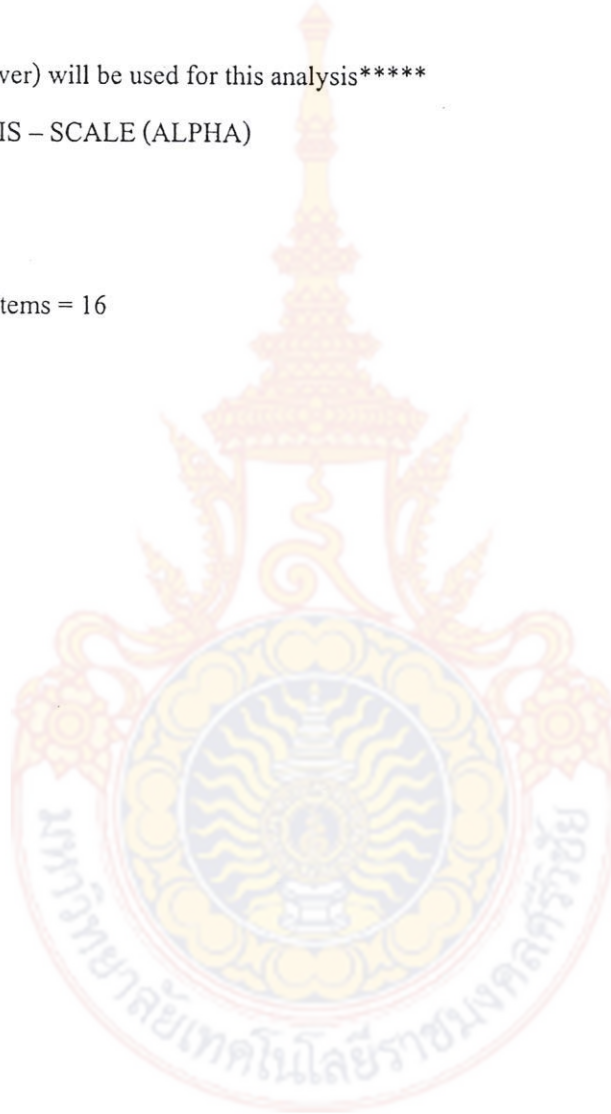 ver) will be used for this analysis*****
IS – SCALE (ALPHA)
tems = 16
มหาวิทยาลัยเทคโนโลยีราชมงคลศรีวิชัย